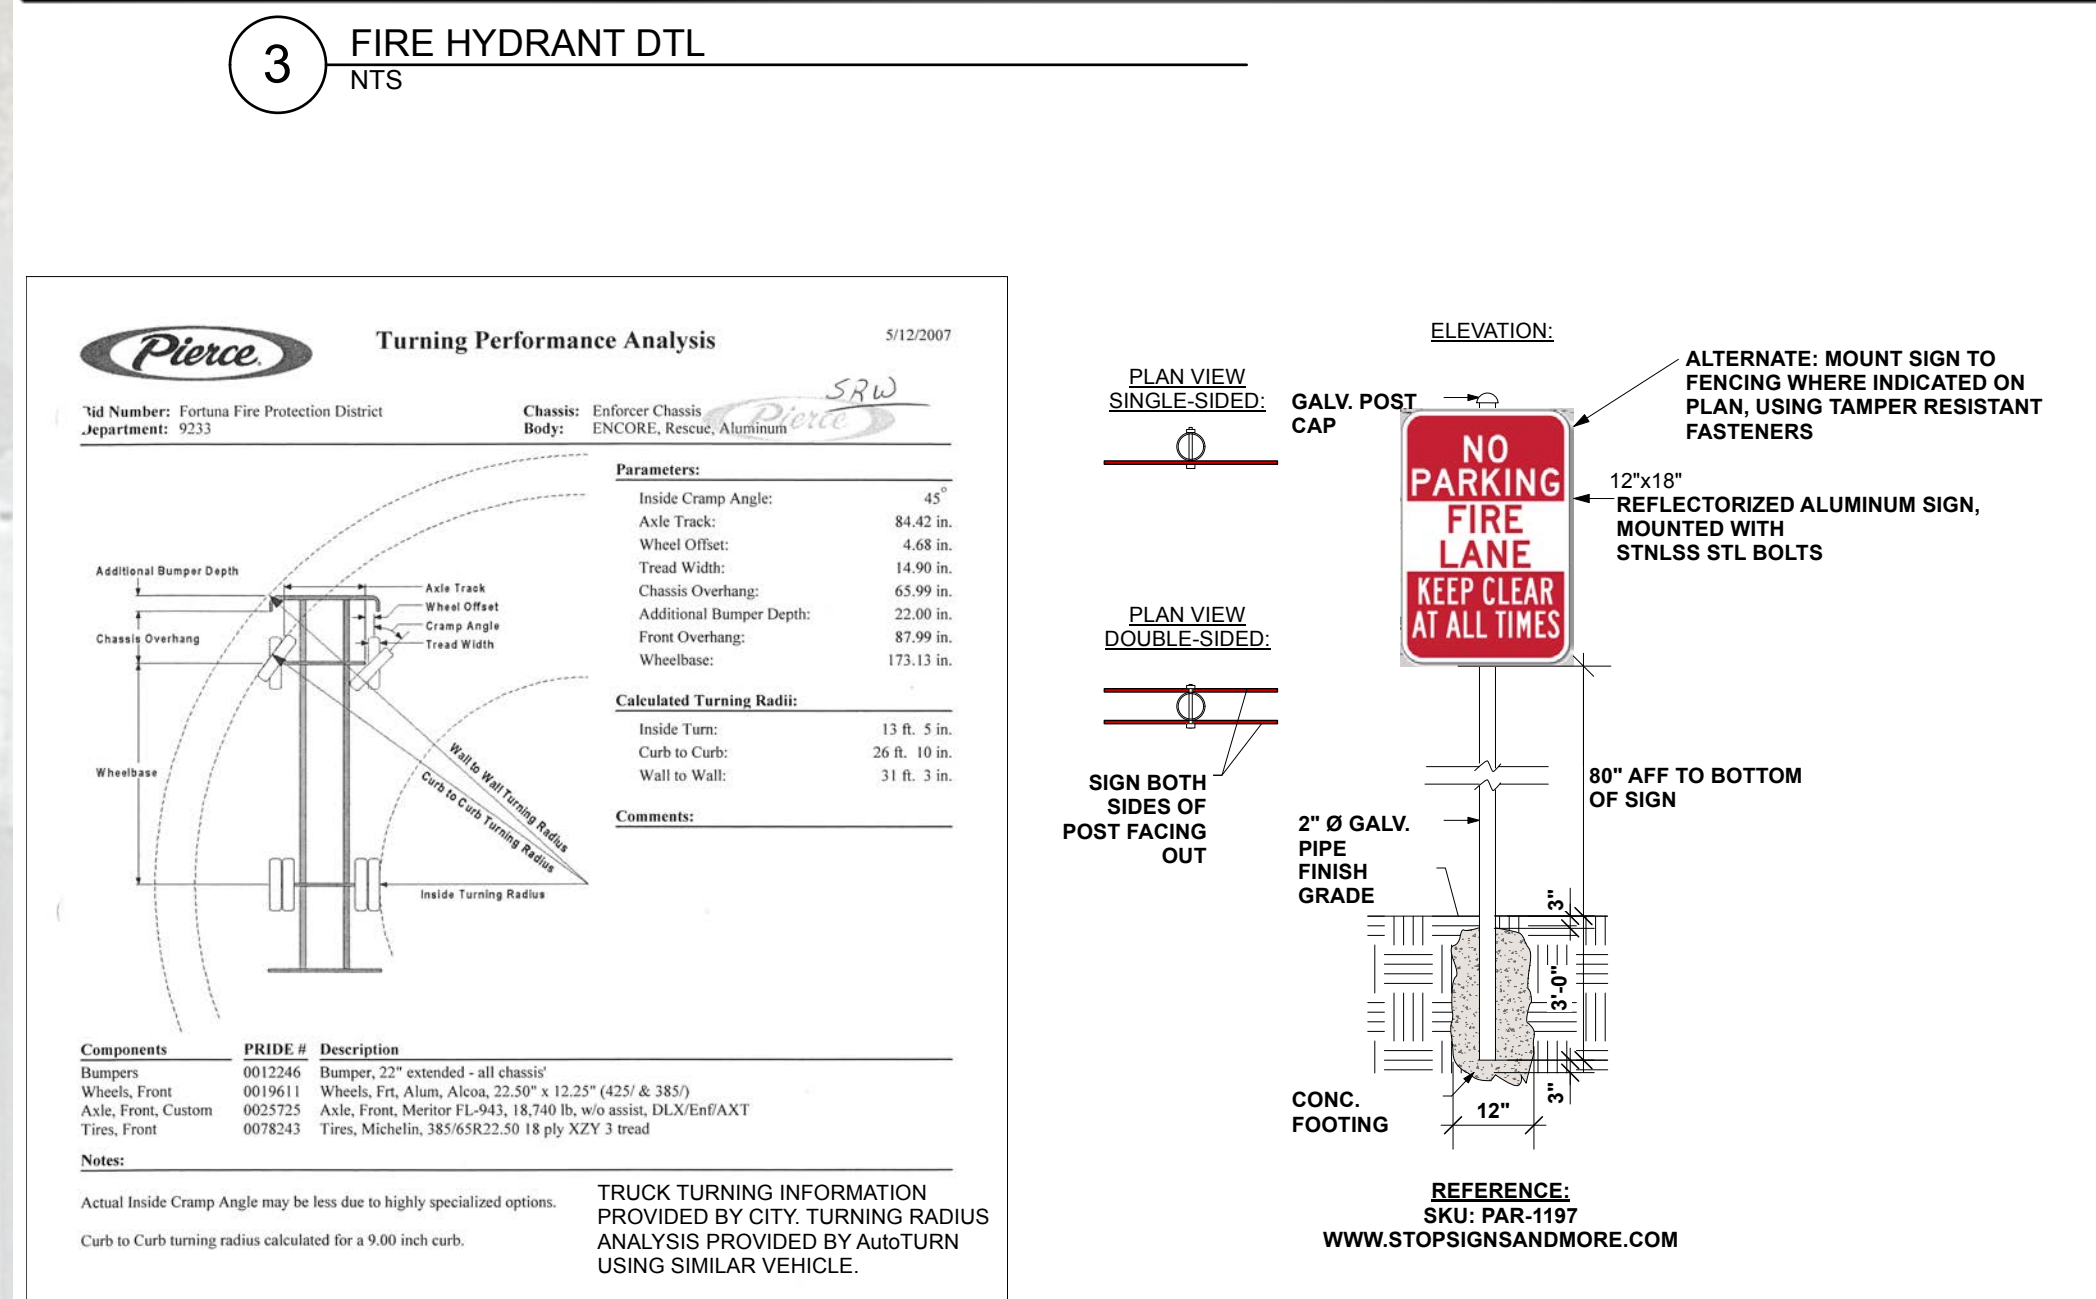 3
FIRE HYDRANT DTL
NTS
Pierce
Turning Performance Analysis
5/12/2007
SRW
Bid Number: Fortuna Fire Protection District
Department: 9233
Chassis: Enforcer Chassis
Body: ENCORE, Rescue, Aluminum
Pierce
Additional Bumper Depth
Axle Track
Wheel Offset
Cramp Angle
Tread Width
Chassis Overhang
Wheelbase
Wall to Wall Turning Radius
Curb to Curb Turning Radius
Inside Turning Radius
Parameters:
Inside Cramp Angle: 45°
Axle Track: 84.42 in.
Wheel Offset: 4.68 in.
Tread Width: 14.90 in.
Chassis Overhang: 65.99 in.
Additional Bumper Depth: 22.00 in.
Front Overhang: 87.99 in.
Wheelbase: 173.13 in.
Calculated Turning Radii:
Inside Turn: 13 ft. 5 in.
Curb to Curb: 26 ft. 10 in.
Wall to Wall: 31 ft. 3 in.
Comments:
Components PRIDE # Description
Bumpers 0012246 Bumper, 22" extended - all chassis'
Wheels, Front 0019611 Wheels, Frt, Alum, Alcoa, 22.50" x 12.25" (425/ & 385/)
Axle, Front, Custom 0025725 Axle, Front, Meritor FL-943, 18,740 lb, w/o assist, DLX/Enf/AXT
Tires, Front 0078243 Tires, Michelin, 385/65R22.50 18 ply XZY 3 tread
Notes:
Actual Inside Cramp Angle may be less due to highly specialized options.
Curb to Curb turning radius calculated for a 9.00 inch curb.
TRUCK TURNING INFORMATION
PROVIDED BY CITY. TURNING RADIUS
ANALYSIS PROVIDED BY AutoTURN
USING SIMILAR VEHICLE.
PLAN VIEW
SINGLE-SIDED:
PLAN VIEW
DOUBLE-SIDED:
SIGN BOTH
SIDES OF
POST FACING
OUT
ELEVATION:
GALV. POST
CAP
NO
PARKING
FIRE
LANE
KEEP CLEAR
AT ALL TIMES
ALTERNATE: MOUNT SIGN TO
FENCING WHERE INDICATED ON
PLAN, USING TAMPER RESISTANT
FASTENERS
12"x18"
REFLECTORIZED ALUMINUM SIGN,
MOUNTED WITH
STNLSS STL BOLTS
80" AFF TO BOTTOM
OF SIGN
2" Ø GALV.
PIPE
FINISH
GRADE
3"
3'-0"
3"
CONC.
FOOTING
12"
REFERENCE:
SKU: PAR-1197
WWW.STOPSIGNSANDMORE.COM